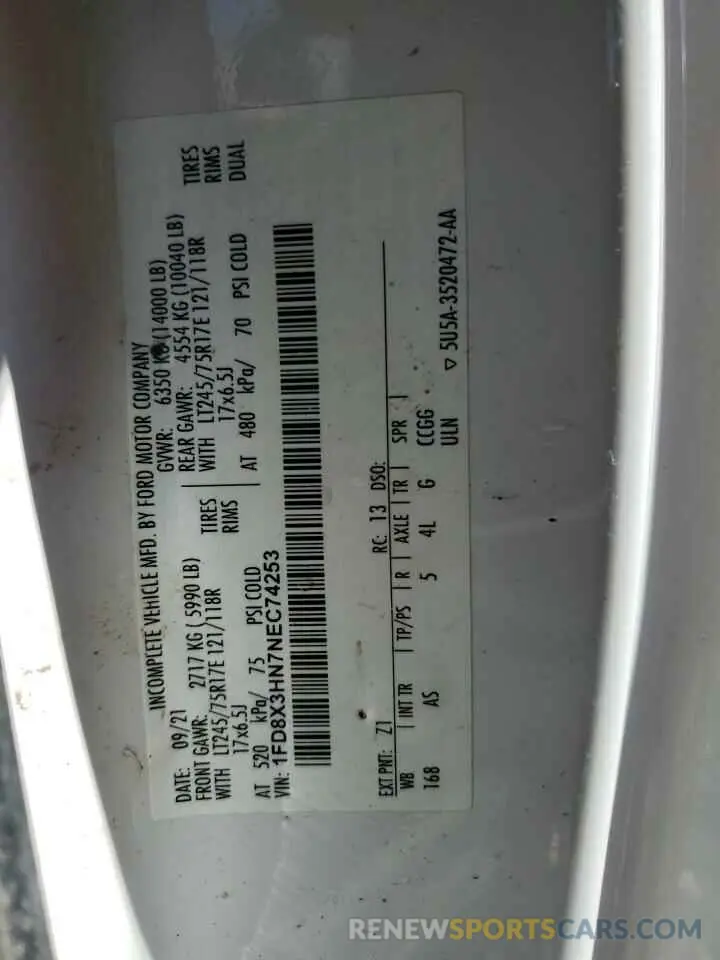 INCOMPLETE VEHICLE MFD. BY FORD MOTOR COMPANY
DATE: 09/21 GVWR: 6350 KG (14000 LB)
FRONT GAWR: 2717 KG ( 5990 LB) REAR GAWR: 4554 KG (10040 LB)
WITH LT245/75R17E 121/118R TIRES WITH LT245/75R17E 121/118R TIRES
17x6.5J RIMS 17x6.5J RIMS
AT 520 kPa/ 75 PSI COLD AT 480 kPa/ 70 PSI COLD DUAL
VIN: 1FD8X3HN7NEC74253
EXT PNT: Z1 RC: 13 DSO:
WB INT TR TP/PS R AXLE TR SPR
168 AS 5 4L G CCGG
ULN
▽ 5U5A-3520472-AA
RENEWSPORTSCARS.COM